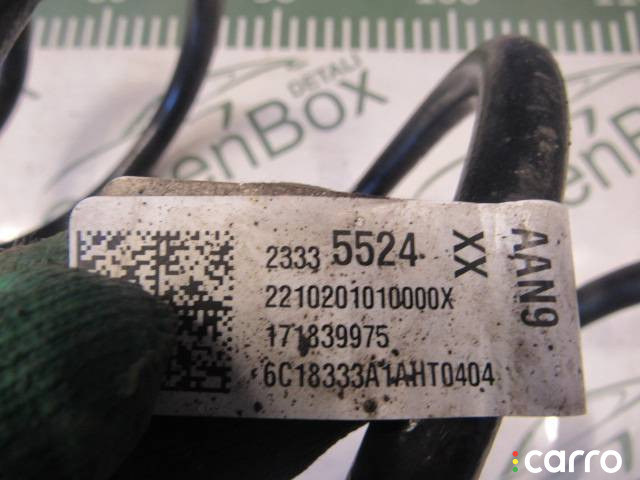 DETALI
enBox
2333 5524 XX
AAN9
2210201010000X
171839975
6C18333A1AHT0404
carro